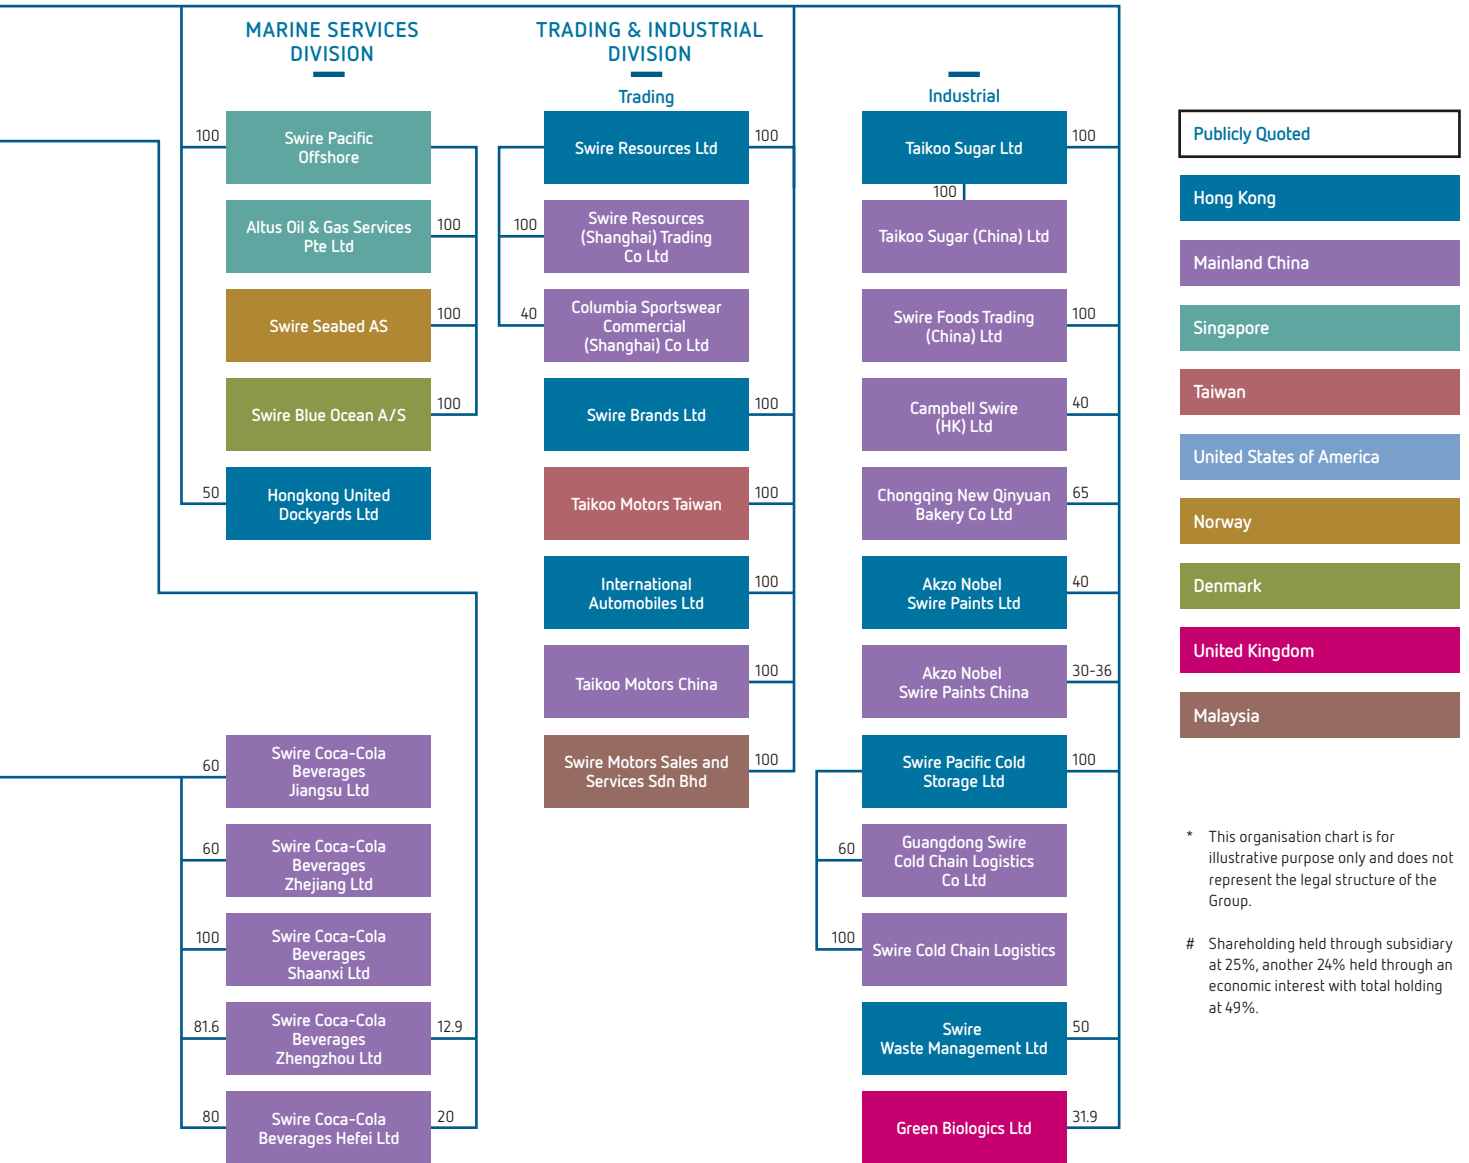 MARINE SERVICES
DIVISION
100
Swire Pacific
Offshore
Altus Oil & Gas Services
Pte Ltd
100
Swire Seabed AS
100
Swire Blue Ocean A/S
100
50
Hongkong United
Dockyards Ltd
60
Swire Coca-Cola
Beverages
Jiangsu Ltd
60
Swire Coca-Cola
Beverages
Zhejiang Ltd
100
Swire Coca-Cola
Beverages
Shaanxi Ltd
81.6
Swire Coca-Cola
Beverages
Zhengzhou Ltd
12.9
80
Swire Coca-Cola
Beverages Hefei Ltd
20
TRADING & INDUSTRIAL
DIVISION
Trading
Swire Resources Ltd
100
100
Swire Resources
(Shanghai) Trading
Co Ltd
40
Columbia Sportswear
Commercial
(Shanghai) Co Ltd
Swire Brands Ltd
100
Taikoo Motors Taiwan
100
International
Automobiles Ltd
100
Taikoo Motors China
100
Swire Motors Sales and
Services Sdn Bhd
100
Industrial
Taikoo Sugar Ltd
100
100
Taikoo Sugar (China) Ltd
Swire Foods Trading
(China) Ltd
100
Campbell Swire
(HK) Ltd
40
Chongqing New Qinyuan
Bakery Co Ltd
65
Akzo Nobel
Swire Paints Ltd
40
Akzo Nobel
Swire Paints China
30-36
Swire Pacific Cold
Storage Ltd
100
60
Guangdong Swire
Cold Chain Logistics
Co Ltd
100
Swire Cold Chain Logistics
Swire
Waste Management Ltd
50
Green Biologics Ltd
31.9
Publicly Quoted
Hong Kong
Mainland China
Singapore
Taiwan
United States of America
Norway
Denmark
United Kingdom
Malaysia
* This organisation chart is for
illustrative purpose only and does not
represent the legal structure of the
Group.
# Shareholding held through subsidiary
at 25%, another 24% held through an
economic interest with total holding
at 49%.